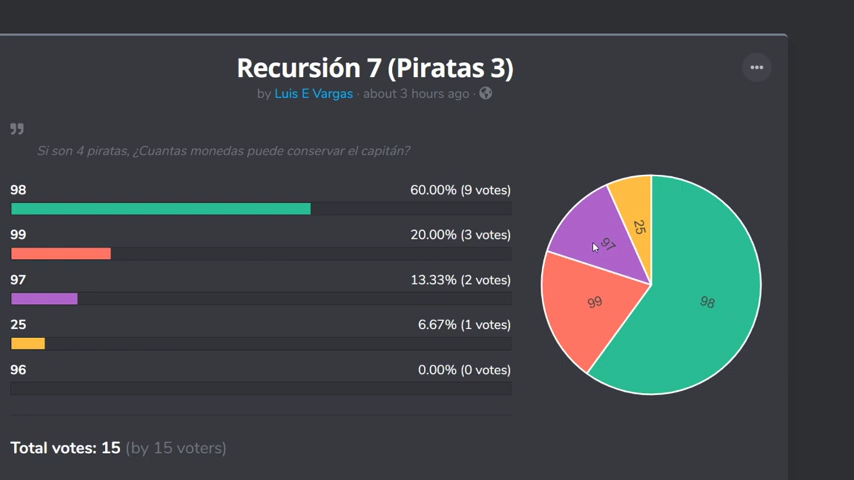 Recursión 7 (Piratas 3)
by Luis E Vargas · about 3 hours ago ·
Si son 4 piratas, ¿Cuantas monedas puede conservar el capitán?
98 60.00% (9 votes)
99 20.00% (3 votes)
97 13.33% (2 votes)
25 6.67% (1 votes)
96 0.00% (0 votes)
Total votes: 15 (by 15 voters)
25
97
99
98